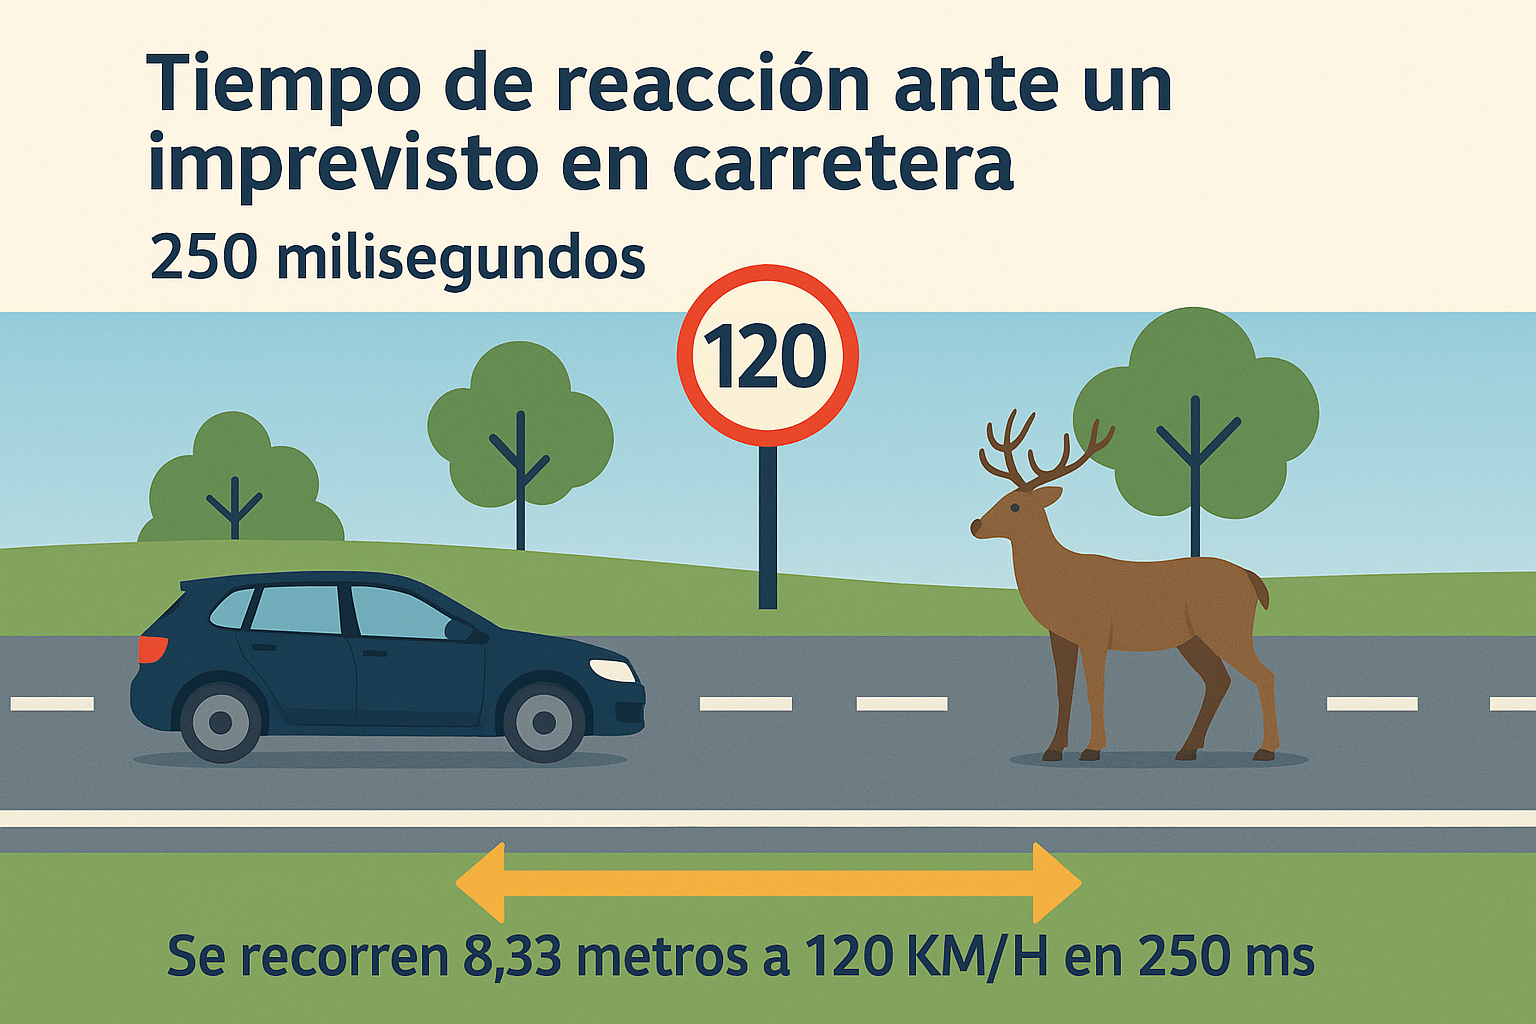 Tiempo de reacción ante un
imprevisto en carretera
250 milisegundos
120
Se recorren 8,33 metros a 120 KM/H en 250 ms